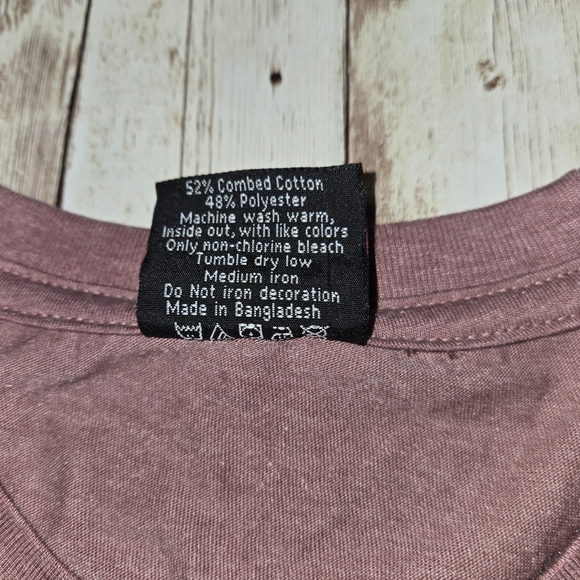 52% Combed Cotton
48% Polyester
Machine wash warm,
Inside out, with like colors
Only non-chlorine bleach
Tumble dry low
Medium iron
Do Not iron decoration
Made in Bangladesh